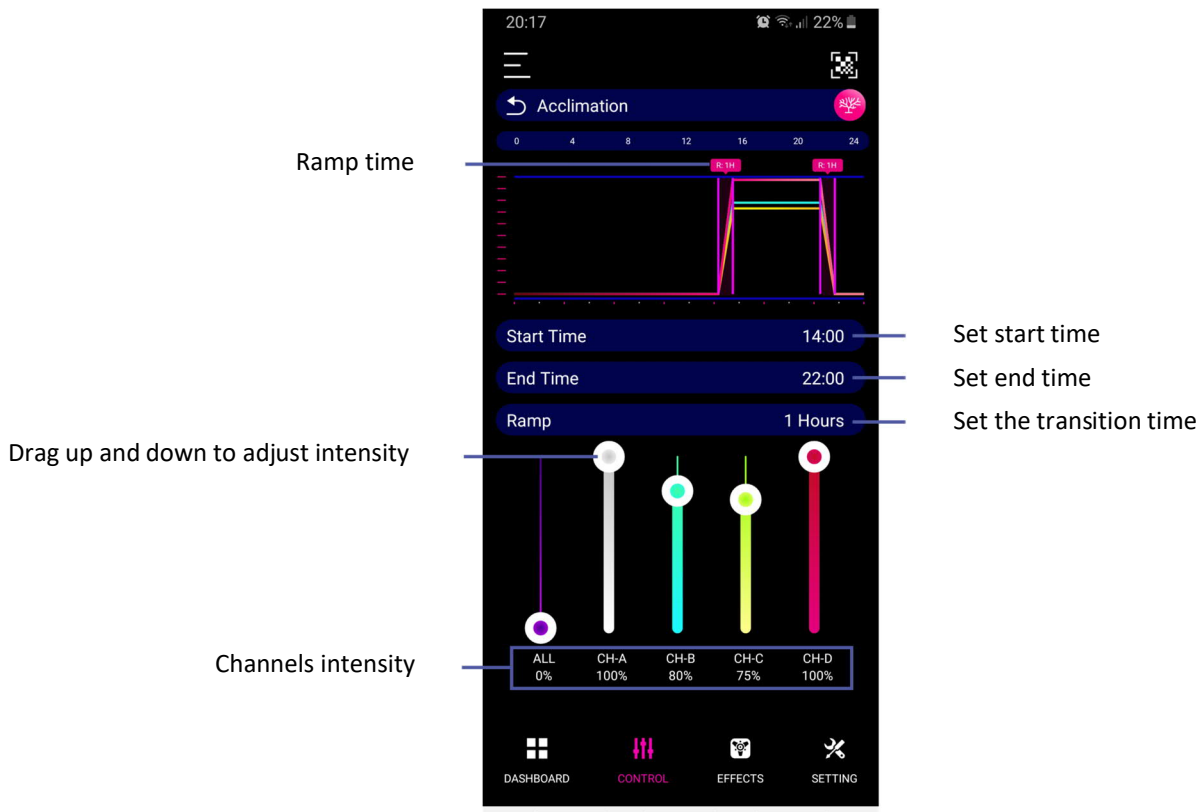 20:17 22%
Acclimation
0 4 8 12 16 20 24
Ramp time
R: 1H R: 1H
Start Time 14:00
Set start time
End Time 22:00
Set end time
Ramp 1 Hours
Set the transition time
Drag up and down to adjust intensity
Channels intensity
ALL CH-A CH-B CH-C CH-D
0% 100% 80% 75% 100%
DASHBOARD CONTROL EFFECTS SETTING